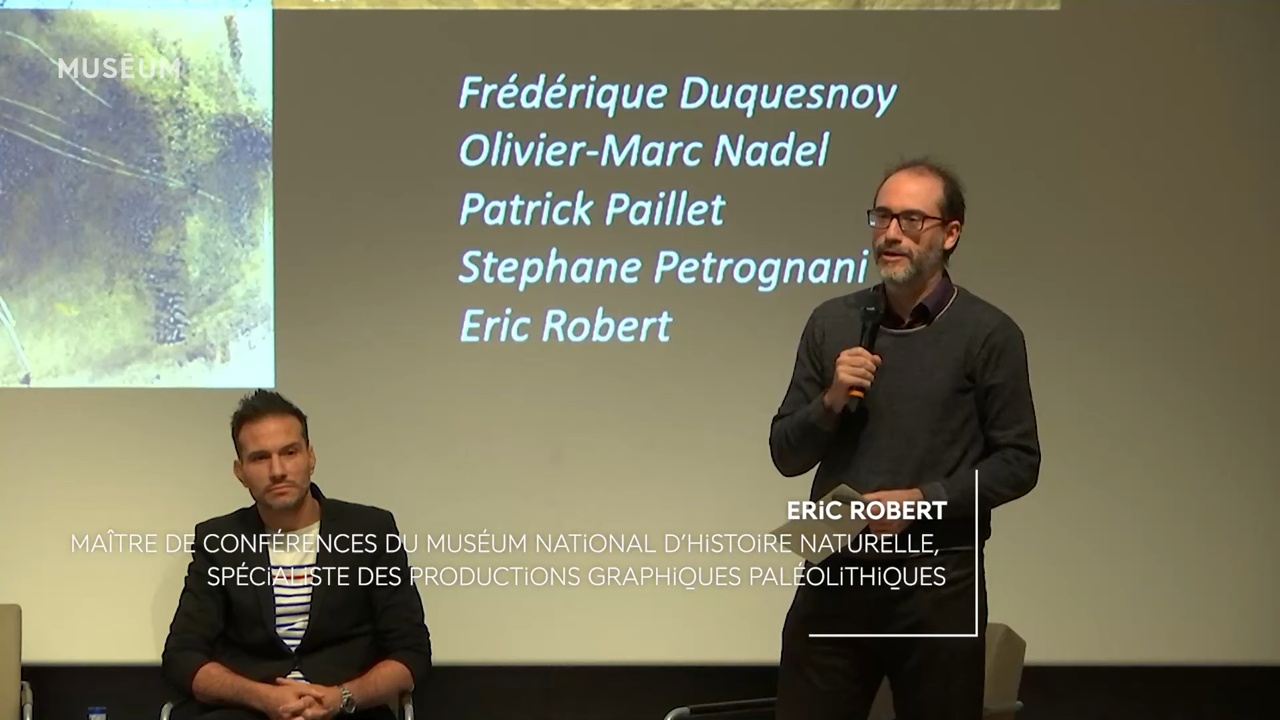 MUSĒUM
Frédérique Duquesnoy
Olivier-Marc Nadel
Patrick Paillet
Stephane Petrognani
Eric Robert
ERiC ROBERT
MAÎTRE DE CONFÉRENCES DU MUSÉUM NATiONAL D'HiSTOiRE NATURELLE,
SPÉCiALiSTE DES PRODUCTiONS GRAPHiQUES PALÉOLiTHiQUES